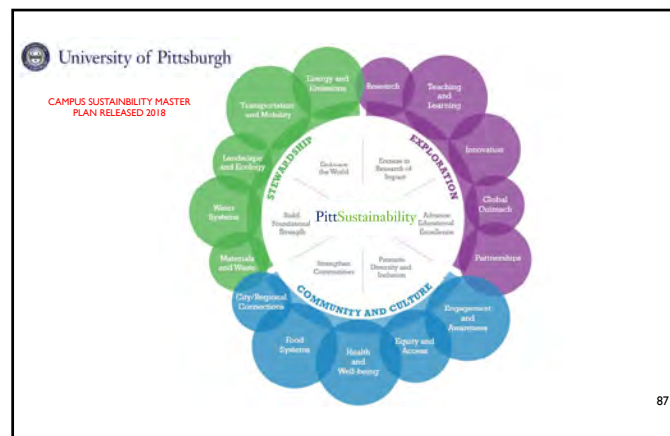 University of Pittsburgh
CAMPUS SUSTAINBILITY MASTER
PLAN RELEASED 2018
Energy and
Emissions
Research
Teaching
and
Learning
Transportation
and Mobility
Innovation
Landscape
and Ecology
Global
Outreach
Water
Systems
Partnerships
Materials
and Waste
City/Regional
Connections
Engagement
and
Awareness
Food
Systems
Health
and
Well-being
Equity and
Access
STEWARDSHIP
EXPLORATION
COMMUNITY AND CULTURE
Embrace
the World
Engage in
Research of
Impact
Build
Foundational
Strength
PittSustainability
Advance
Educational
Excellence
Strengthen
Communities
Promote
Diversity and
Inclusion
87